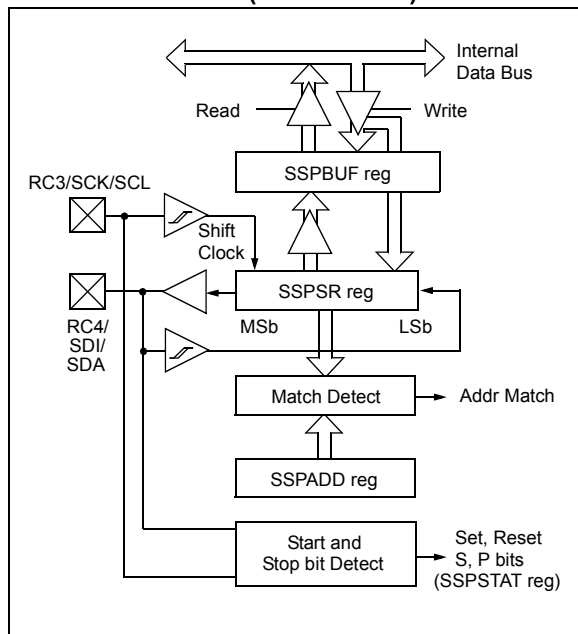 Internal
Data Bus
Read
Write
SSPBUF reg
RC3/SCK/SCL
Shift
Clock
SSPSR reg
MSb
LSb
RC4/
SDI/
SDA
Match Detect
Addr Match
SSPADD reg
Start and
Stop bit Detect
Set, Reset
S, P bits
(SSPSTAT reg)